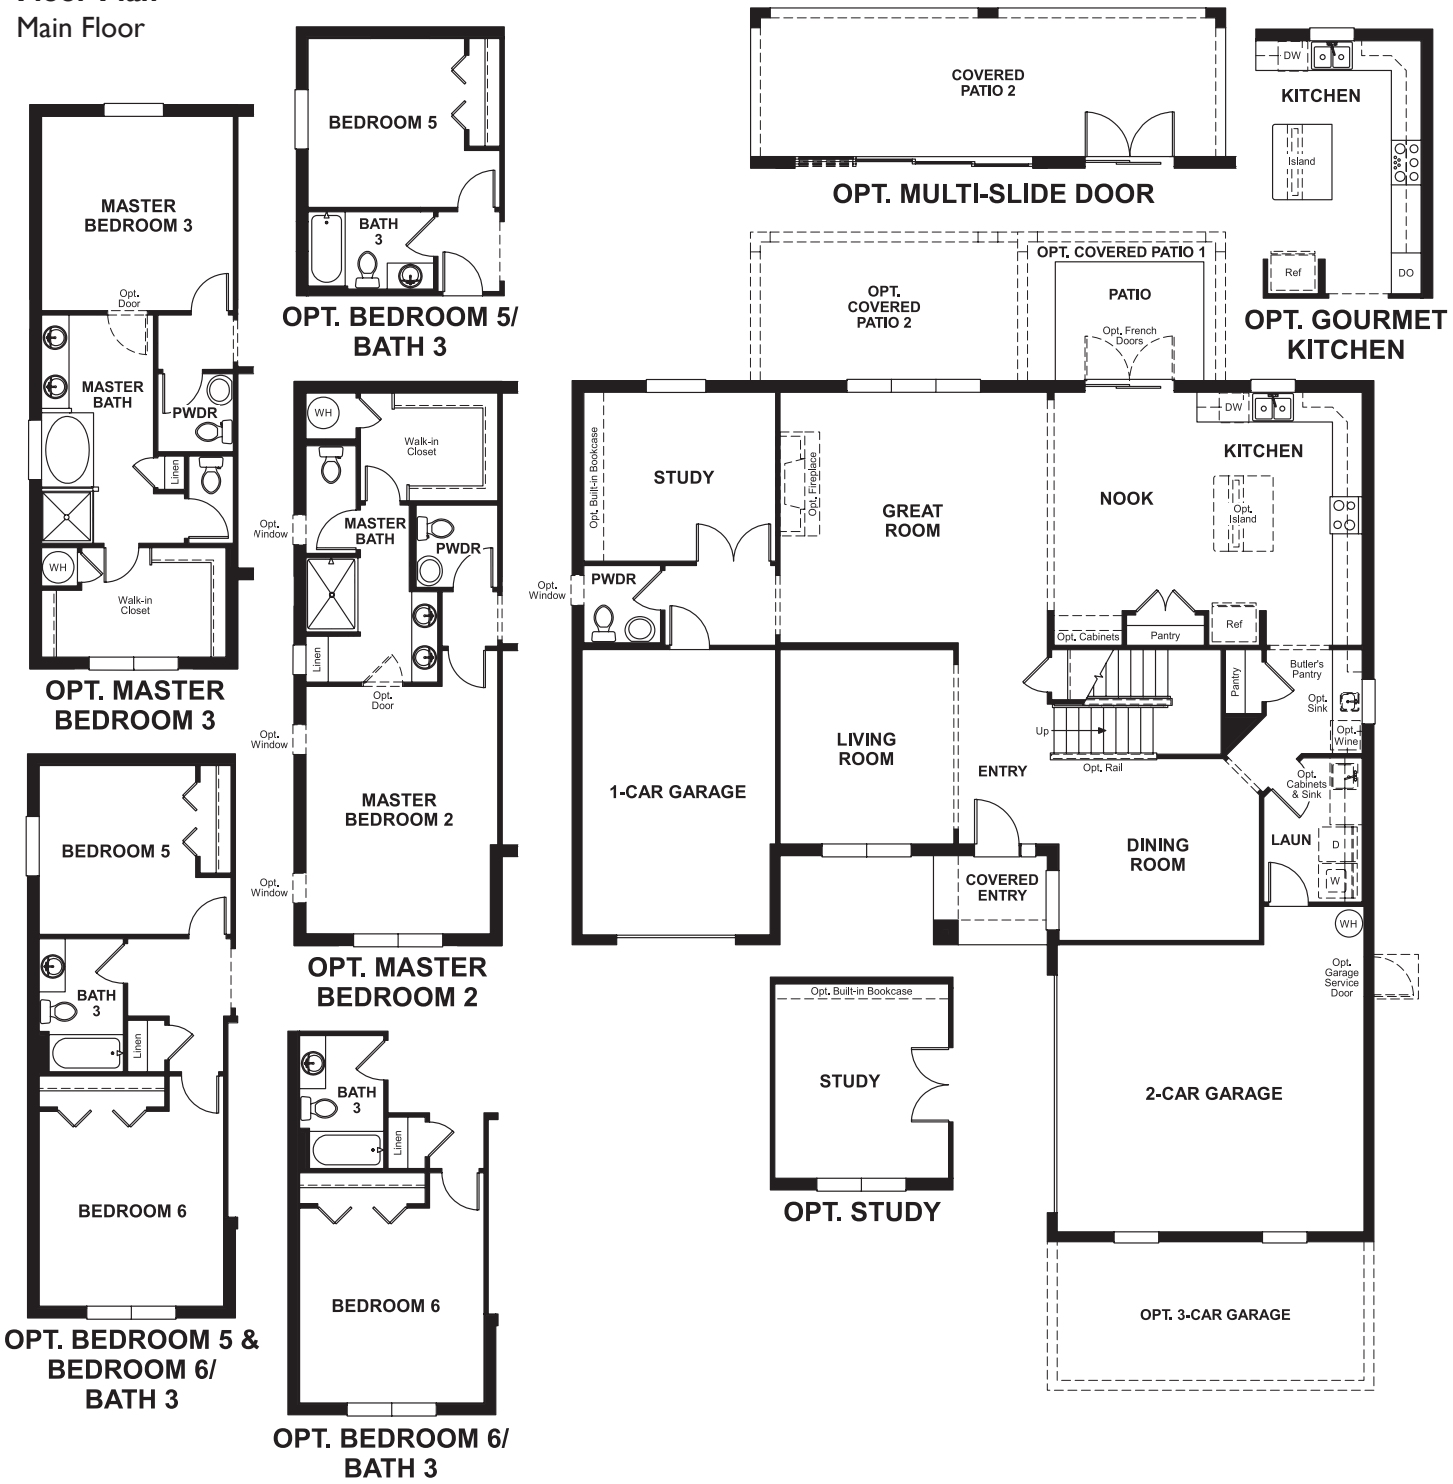 Floor Plan
Main Floor
BEDROOM 5
BATH
3
OPT. BEDROOM 5/
BATH 3
COVERED
PATIO 2
OPT. MULTI-SLIDE DOOR
DW
KITCHEN
Island
Ref
DO
OPT. GOURMET
KITCHEN
MASTER
BEDROOM 3
Opt.
Door
MASTER
BATH
PWDR
Linen
WH
Walk-in
Closet
OPT. MASTER
BEDROOM 3
WH
Walk-in
Closet
Opt.
Window
MASTER
BATH
PWDR
Linen
Opt.
Door
Opt.
Window
MASTER
BEDROOM 2
Opt.
Window
OPT. MASTER
BEDROOM 2
OPT. COVERED PATIO 1
OPT.
COVERED
PATIO 2
PATIO
Opt. French
Doors
Opt. Built-in Bookcase
STUDY
Opt. Fireplace
GREAT
ROOM
NOOK
DW
KITCHEN
Opt.
Island
Opt.
Window
PWDR
Opt. Cabinets
Pantry
Ref
Pantry
Butler's
Pantry
Opt.
Sink
Opt.
Wine
Up
Opt. Rail
LIVING
ROOM
ENTRY
1-CAR GARAGE
Opt.
Cabinets
& Sink
LAUN
D
W
DINING
ROOM
COVERED
ENTRY
WH
Opt.
Garage
Service
Door
2-CAR GARAGE
OPT. 3-CAR GARAGE
Opt. Built-in Bookcase
STUDY
OPT. STUDY
BEDROOM 5
BATH
3
Linen
BEDROOM 6
OPT. BEDROOM 5 &
BEDROOM 6/
BATH 3
BATH
3
Linen
BEDROOM 6
OPT. BEDROOM 6/
BATH 3